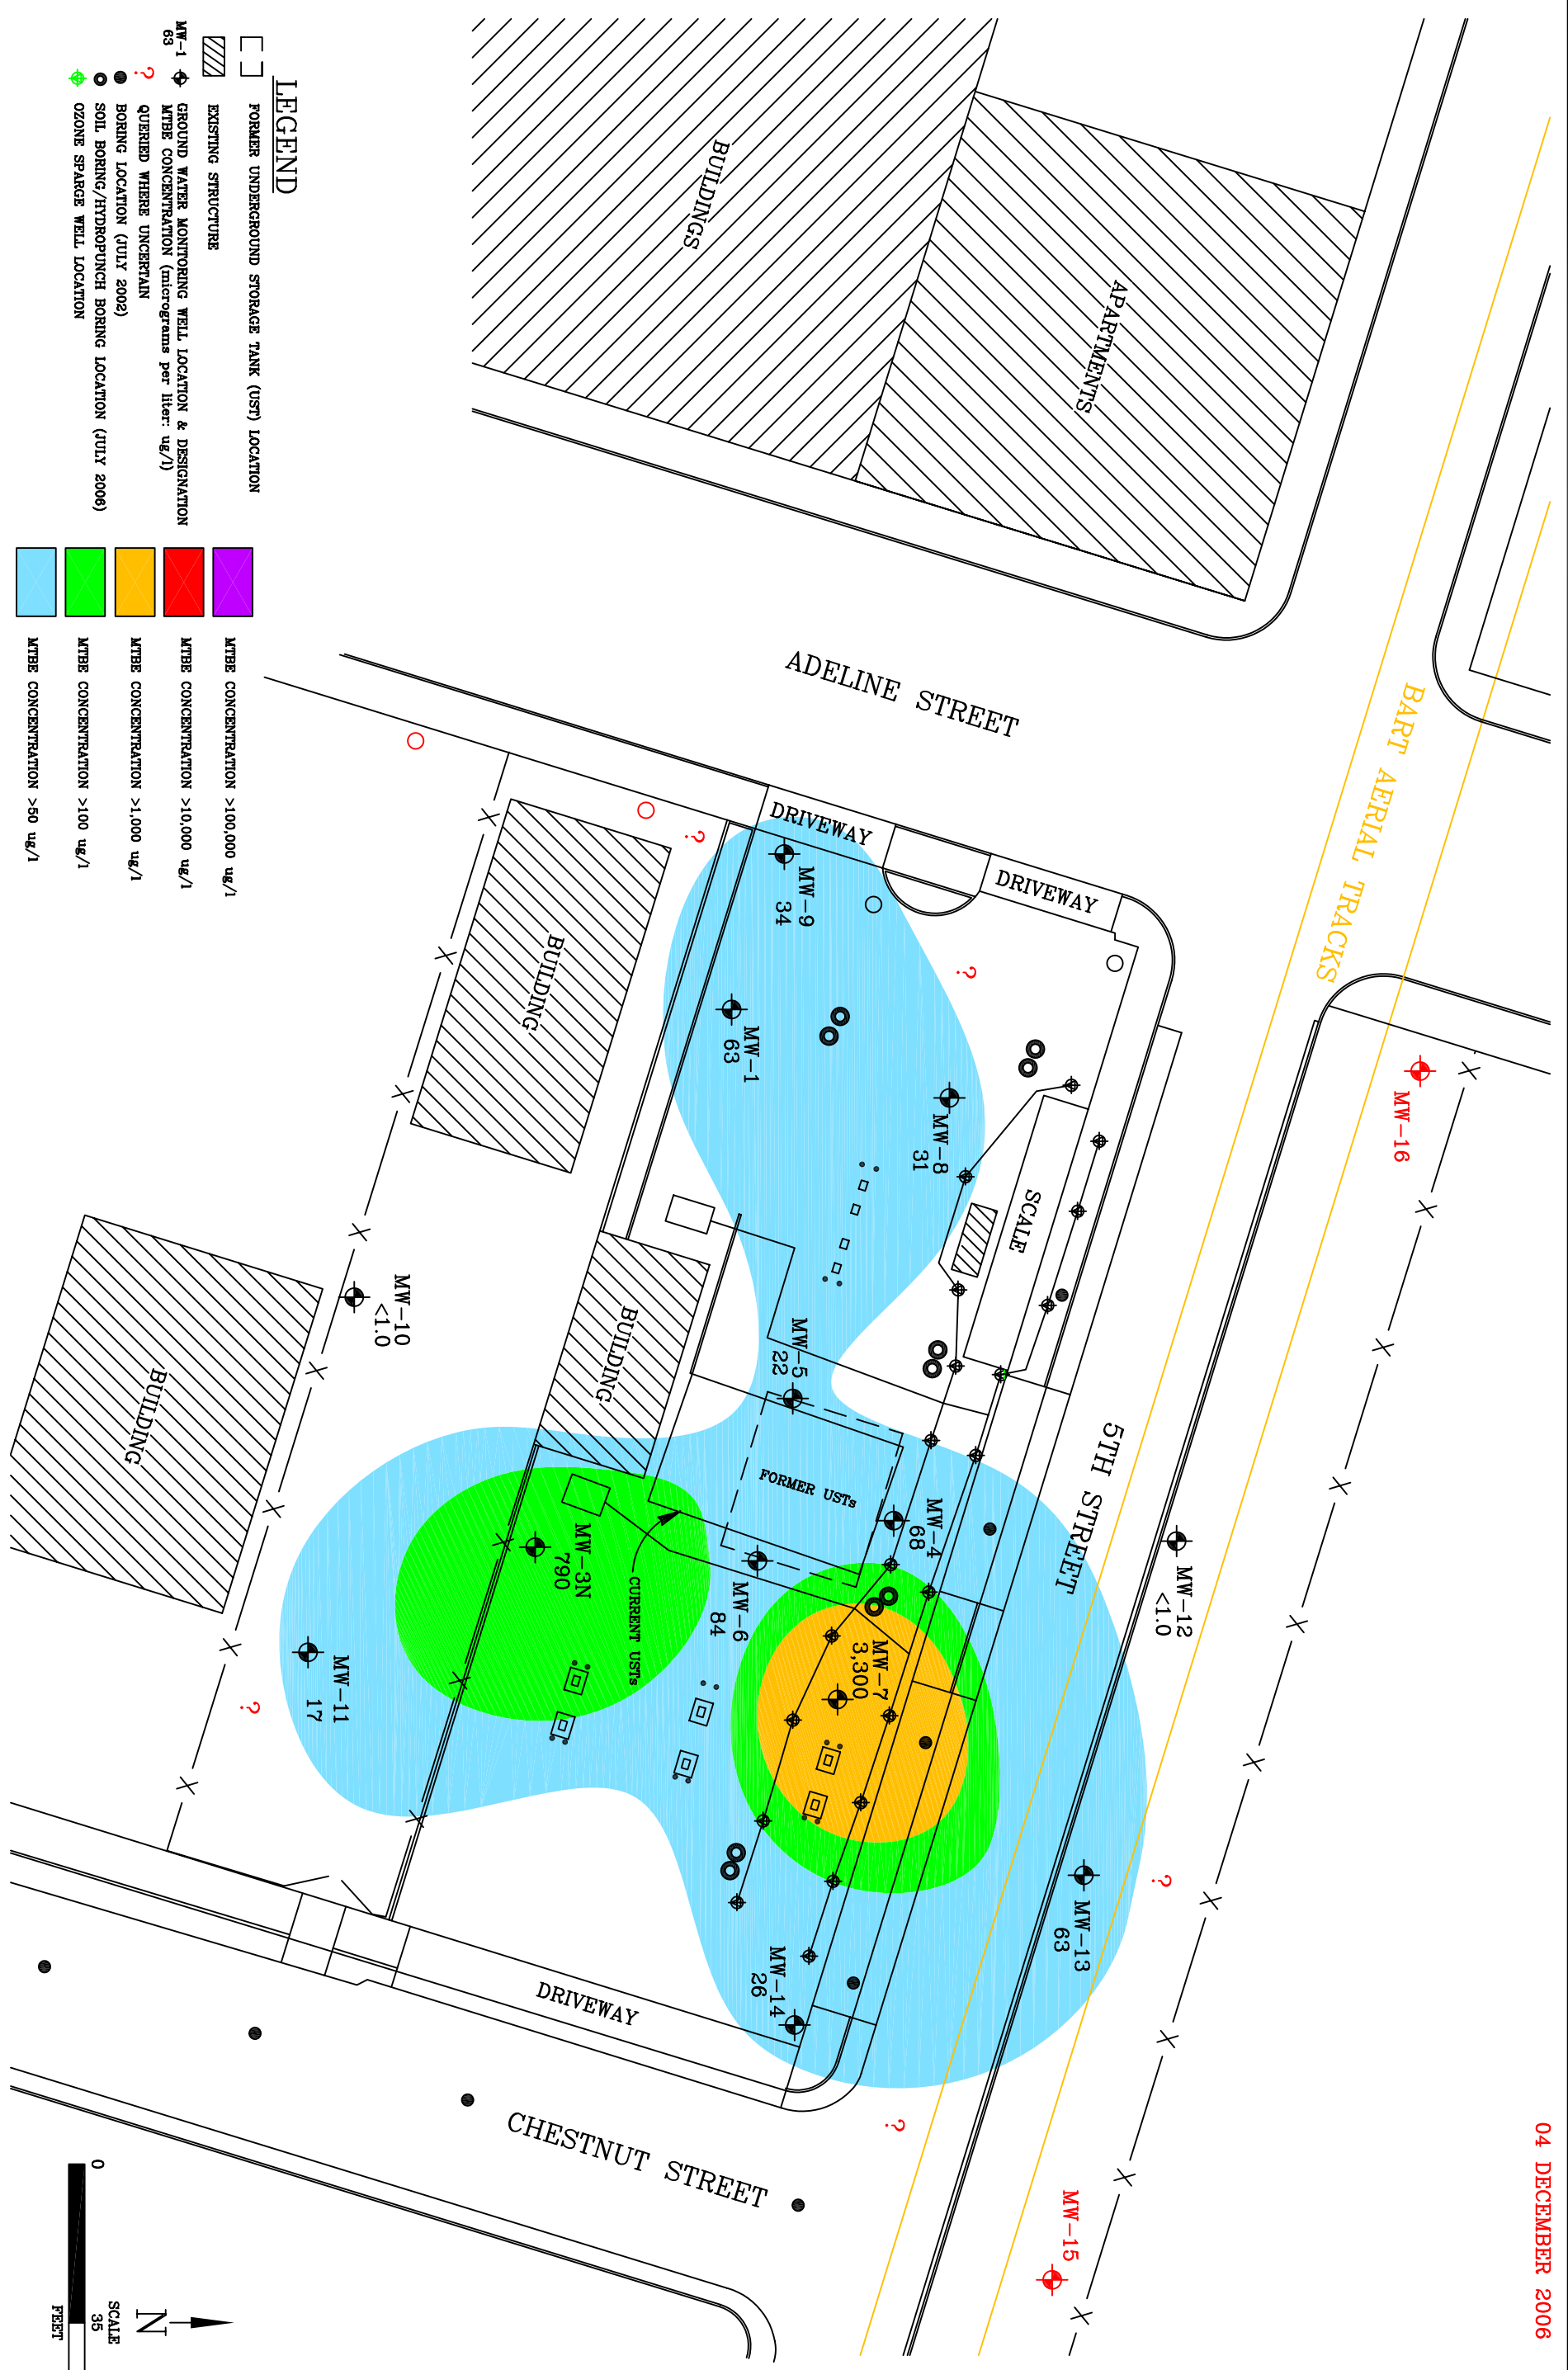 04 DECEMBER 2006
BART AERIAL TRACKS
MW-16
MW-15
APARTMENTS
BUILDINGS
ADELINE STREET
5TH STREET
CHESTNUT STREET
DRIVEWAY
DRIVEWAY
DRIVEWAY
SCALE
MW-12
<1.0
MW-13
63
MW-8
31
MW-9
34
MW-1
63
MW-5
22
MW-4
68
MW-7
3,300
MW-6
84
MW-14
26
FORMER USTs
CURRENT USTs
MW-3N
790
MW-10
<1.0
MW-11
17
BUILDING
BUILDING
BUILDING
?
?
?
?
?
X X X X X X X X X X
X X X X X X X X X X
X X X
LEGEND
FORMER UNDERGROUND STORAGE TANK (UST) LOCATION
EXISTING STRUCTURE
MW-1
63
GROUND WATER MONITORING WELL LOCATION & DESIGNATION
MTBE CONCENTRATION (micrograms per liter: ug/l)
? QUERIED WHERE UNCERTAIN
BORING LOCATION (JULY 2002)
SOIL BORING/HYDROPUNCH BORING LOCATION (JULY 2006)
OZONE SPARGE WELL LOCATION
MTBE CONCENTRATION >100,000 ug/l
MTBE CONCENTRATION >10,000 ug/l
MTBE CONCENTRATION >1,000 ug/l
MTBE CONCENTRATION >100 ug/l
MTBE CONCENTRATION >50 ug/l
N
SCALE
0 35
FEET